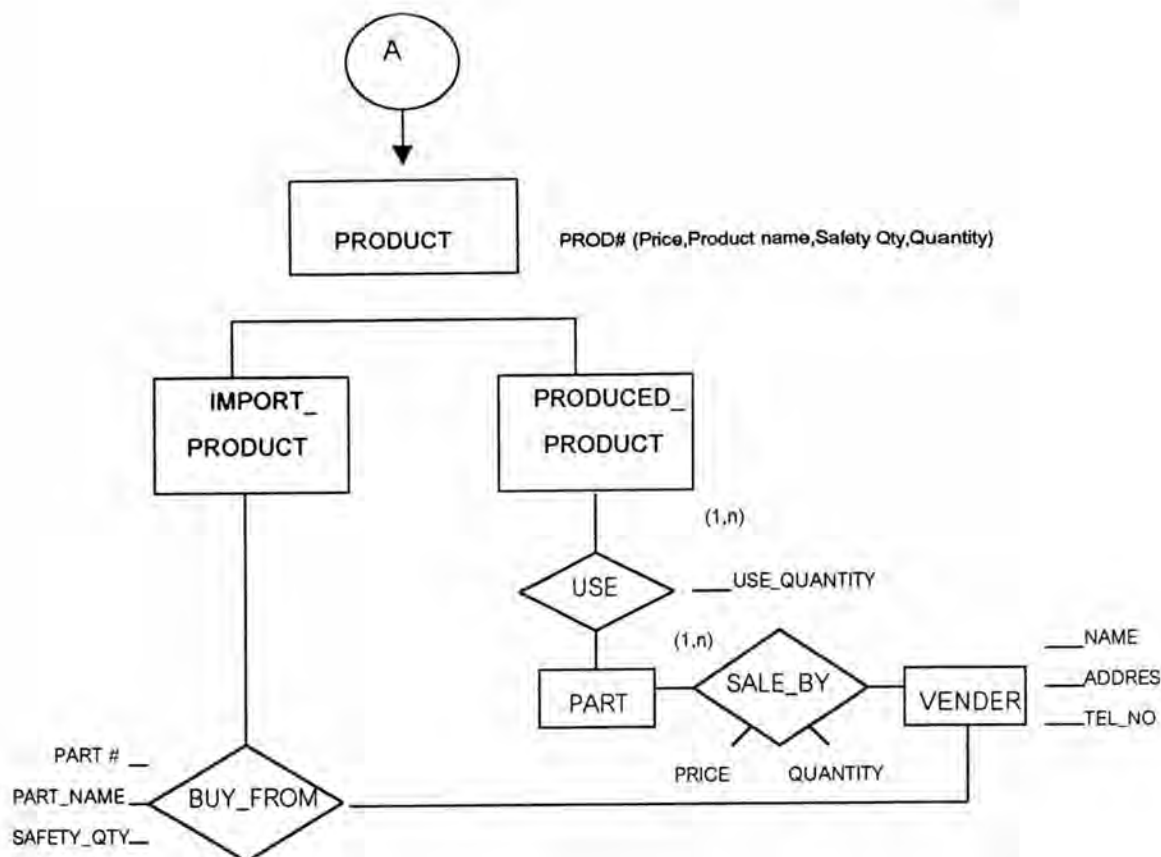 A
PRODUCT
PROD# (Price,Product name,Safety Qty,Quantity)
IMPORT_
PRODUCT
PRODUCED_
PRODUCT
(1,n)
USE
USE_QUANTITY
(1,n)
PART
SALE_BY
VENDER
NAME
ADDRES
TEL_NO
PRICE
QUANTITY
PART #
PART_NAME
SAFETY_QTY
BUY_FROM